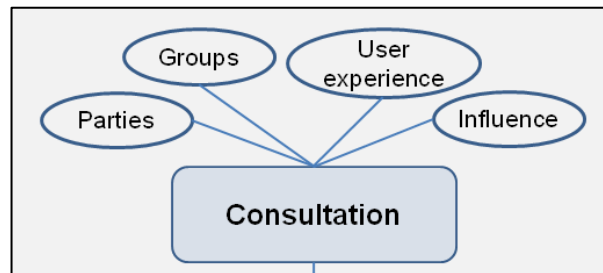 Groups
User
experience
Parties
Influence
Consultation